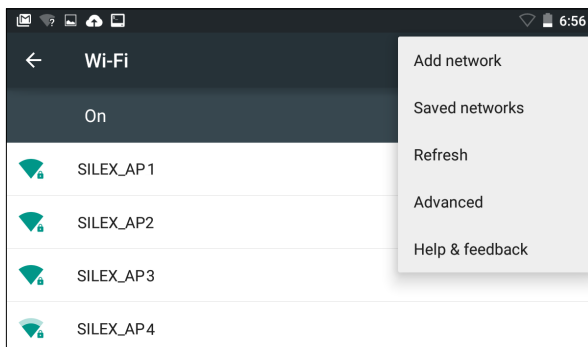 6:56
Wi-Fi
On
SILEX_AP1
SILEX_AP2
SILEX_AP3
SILEX_AP4
Add network
Saved networks
Refresh
Advanced
Help & feedback